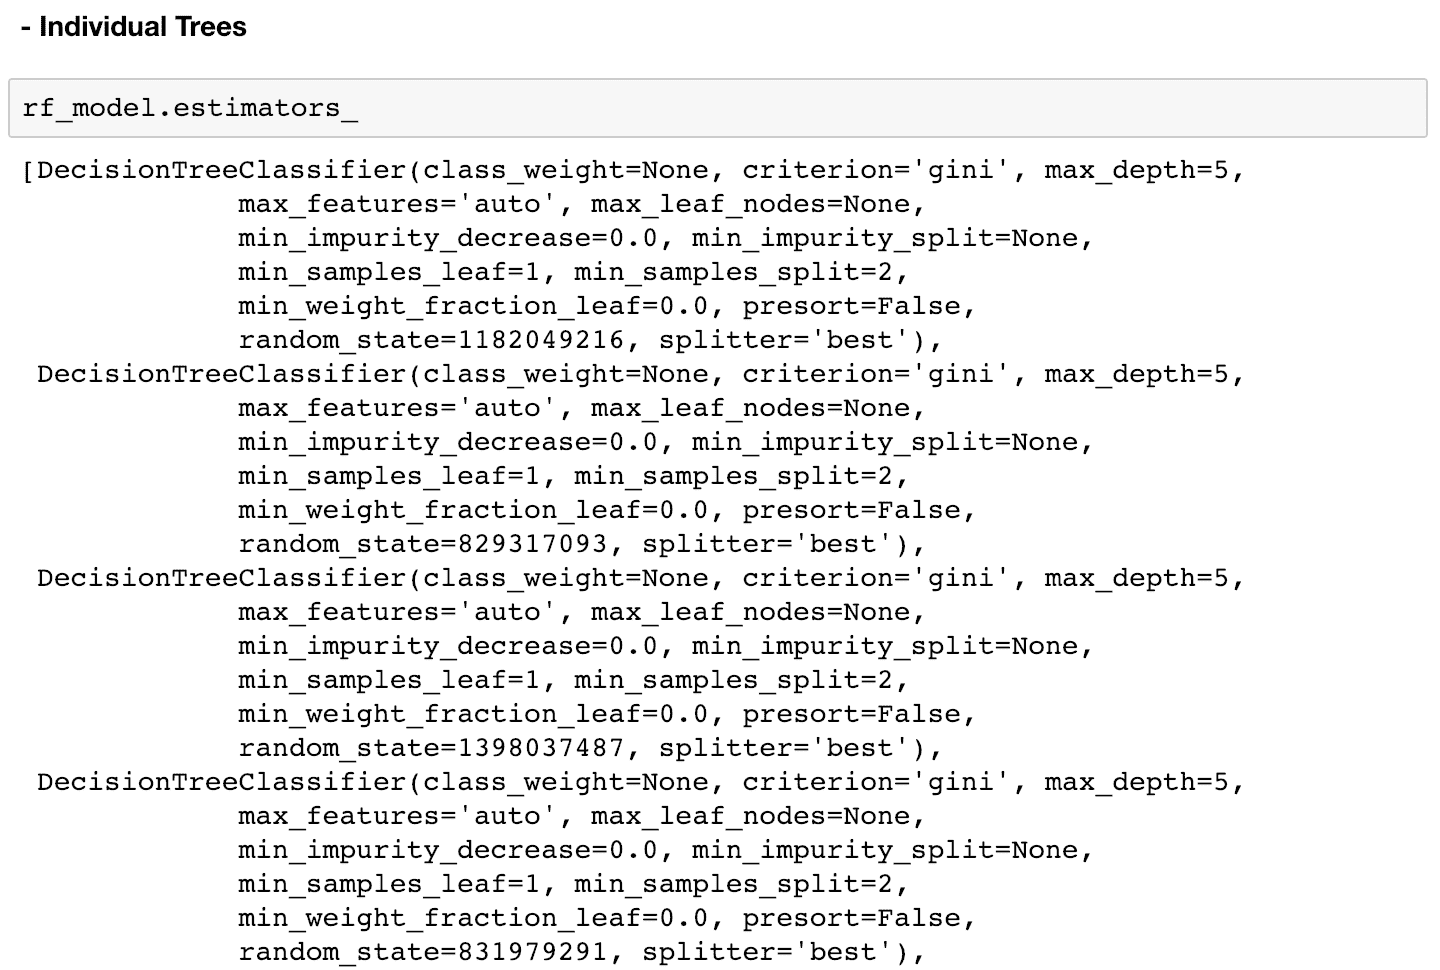 - Individual Trees
rf_model.estimators_
[DecisionTreeClassifier(class_weight=None, criterion='gini', max_depth=5,
            max_features='auto', max_leaf_nodes=None,
            min_impurity_decrease=0.0, min_impurity_split=None,
            min_samples_leaf=1, min_samples_split=2,
            min_weight_fraction_leaf=0.0, presort=False,
            random_state=1182049216, splitter='best'),
 DecisionTreeClassifier(class_weight=None, criterion='gini', max_depth=5,
            max_features='auto', max_leaf_nodes=None,
            min_impurity_decrease=0.0, min_impurity_split=None,
            min_samples_leaf=1, min_samples_split=2,
            min_weight_fraction_leaf=0.0, presort=False,
            random_state=829317093, splitter='best'),
 DecisionTreeClassifier(class_weight=None, criterion='gini', max_depth=5,
            max_features='auto', max_leaf_nodes=None,
            min_impurity_decrease=0.0, min_impurity_split=None,
            min_samples_leaf=1, min_samples_split=2,
            min_weight_fraction_leaf=0.0, presort=False,
            random_state=1398037487, splitter='best'),
 DecisionTreeClassifier(class_weight=None, criterion='gini', max_depth=5,
            max_features='auto', max_leaf_nodes=None,
            min_impurity_decrease=0.0, min_impurity_split=None,
            min_samples_leaf=1, min_samples_split=2,
            min_weight_fraction_leaf=0.0, presort=False,
            random_state=831979291, splitter='best'),